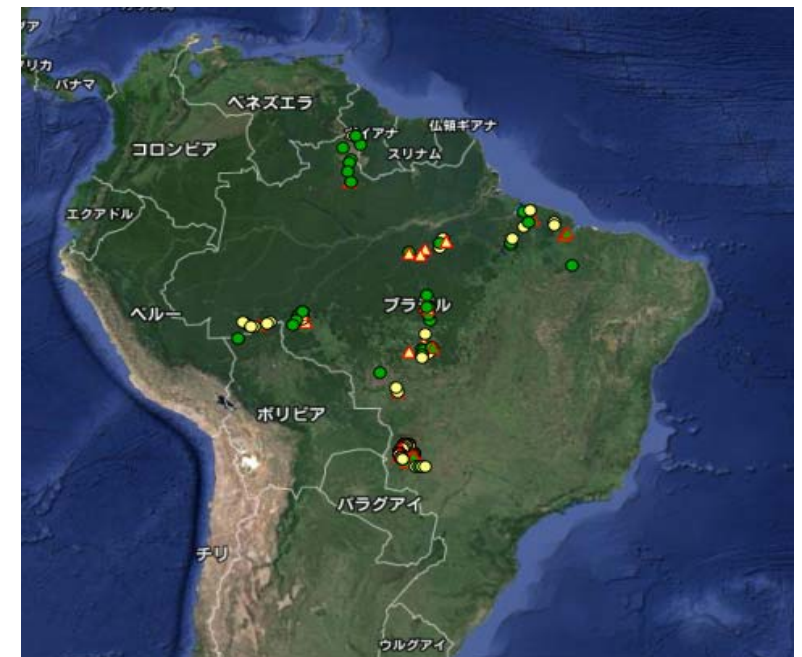 リカ
パナマ
ベネズエラ
仏領ギアナ
コロンビア
スリナム
エクアドル
ペルー
ボリビア
パラグアイ
チリ
ウルグアイ